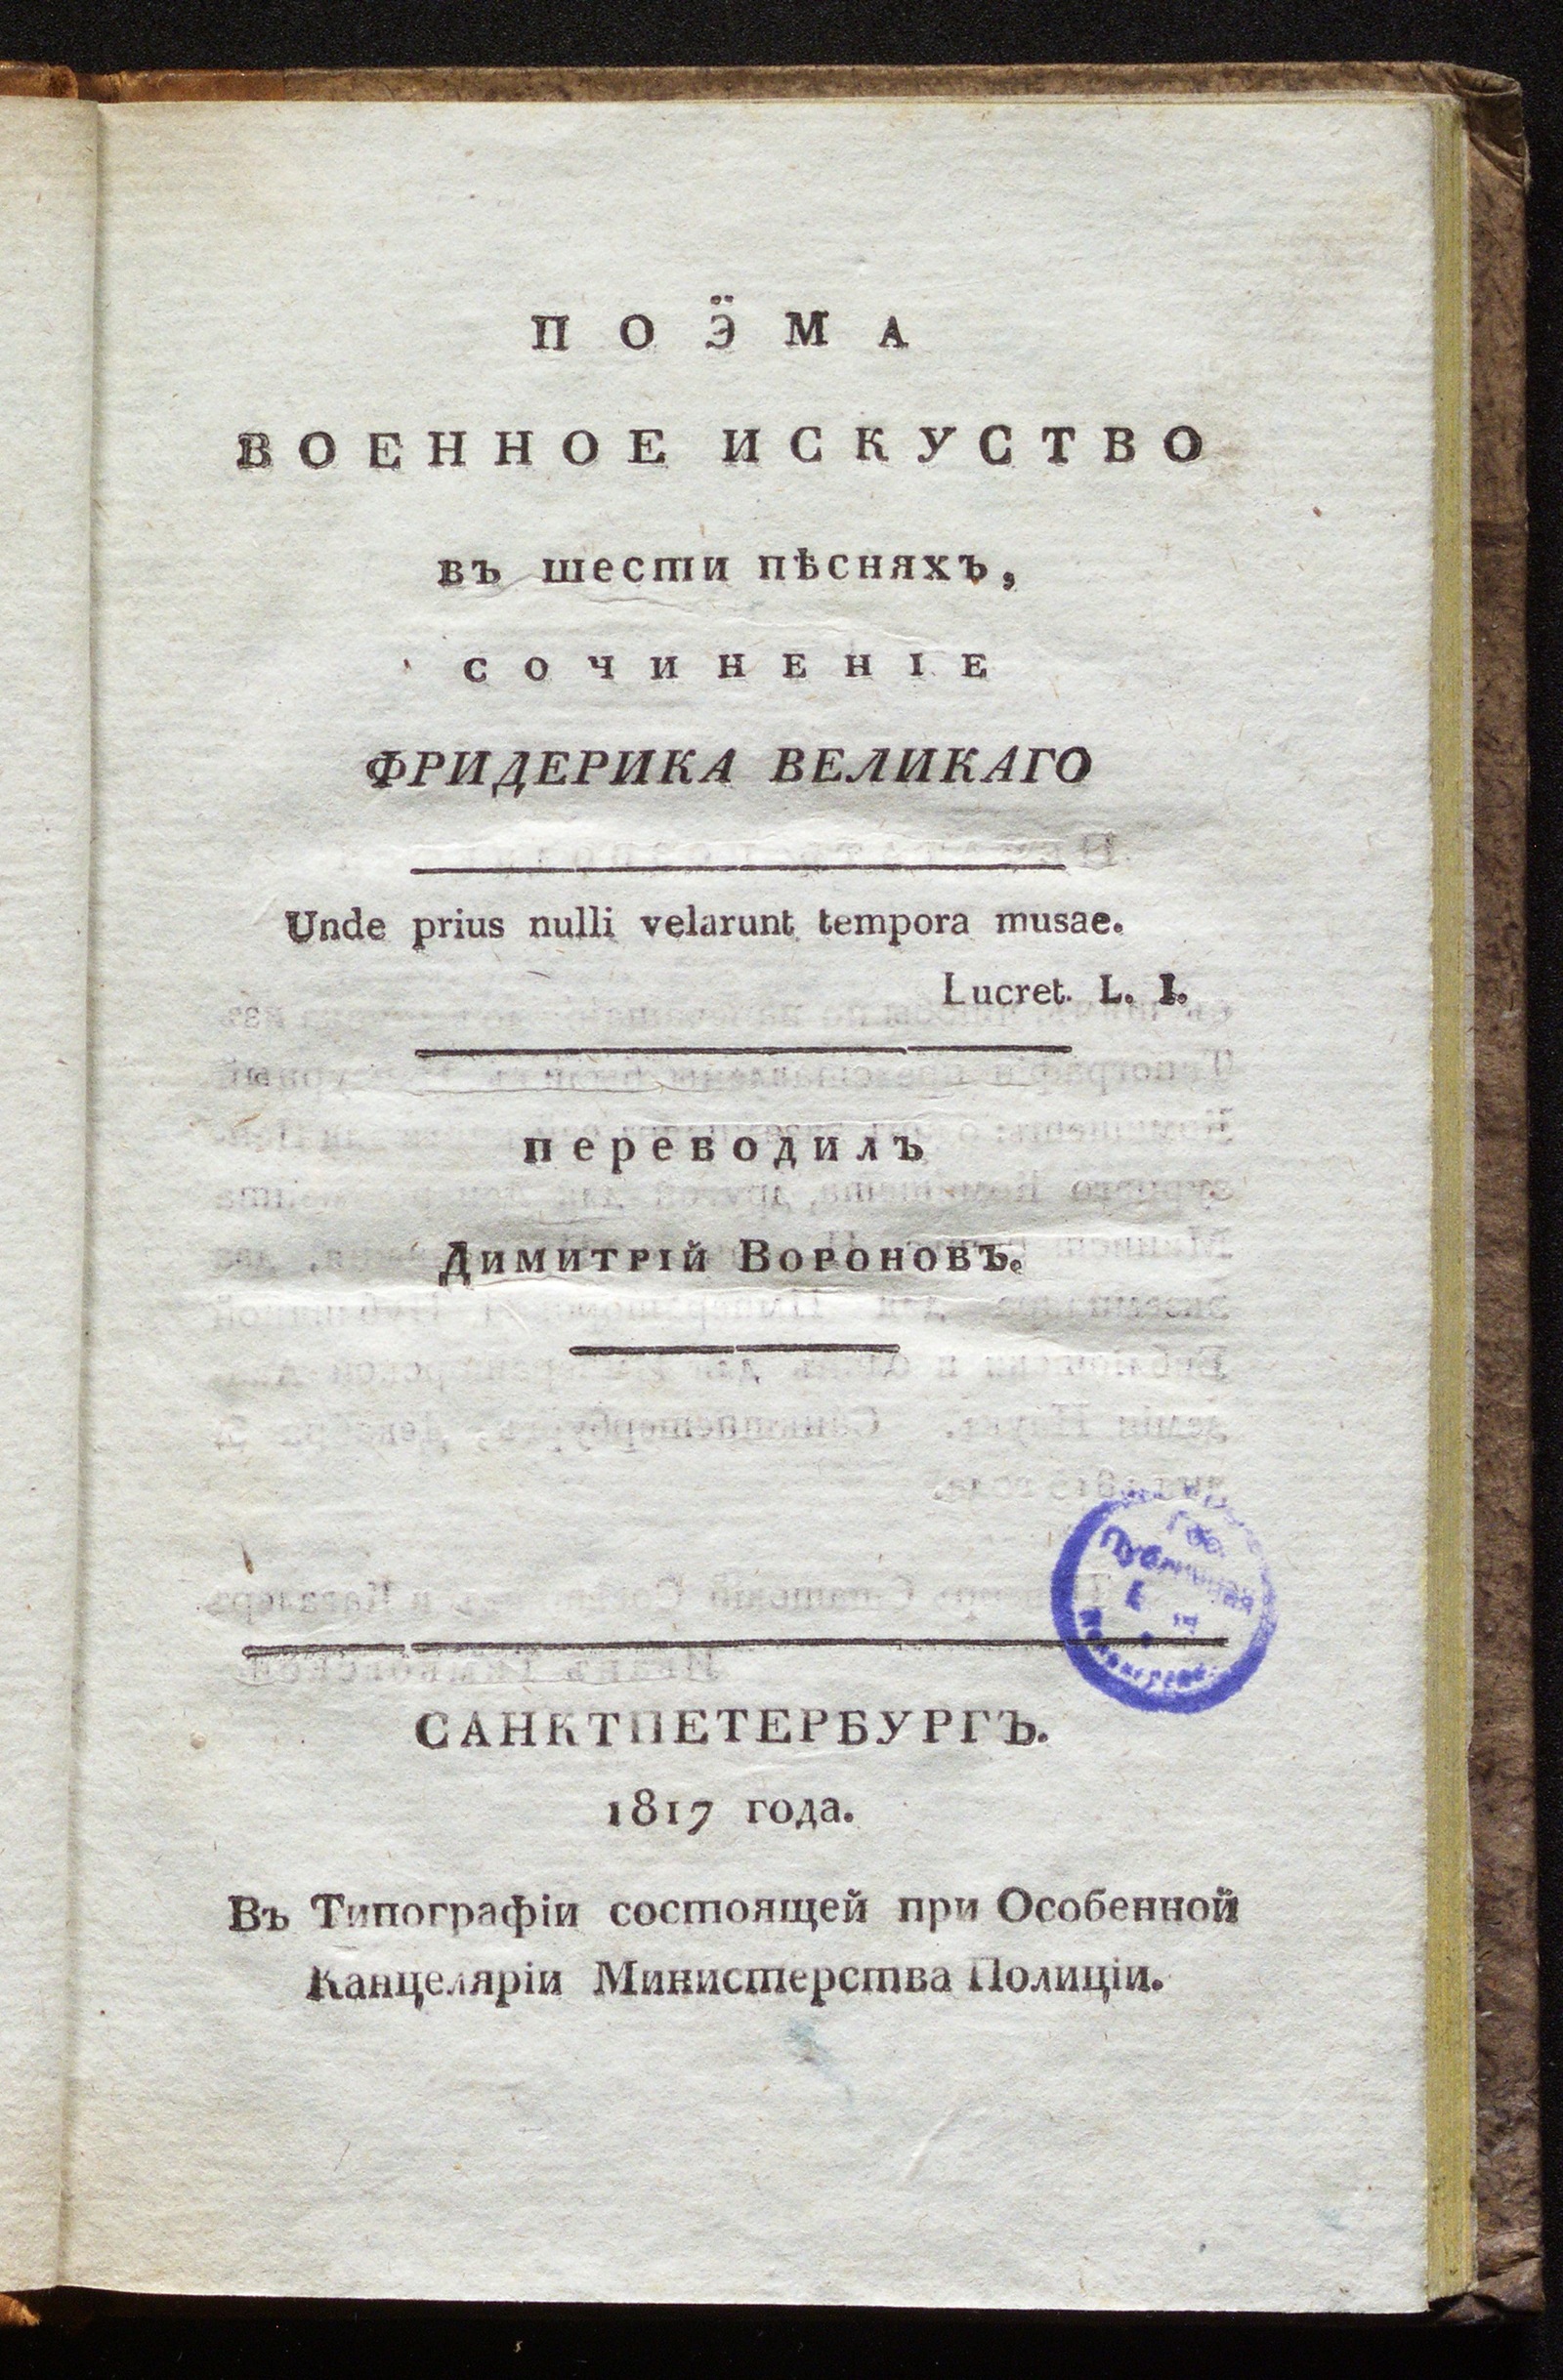 ПОӬМА
ВОЕННОЕ ИСКУСТВО
въ шести пѣсняхъ,
СОЧИНЕНІЕ
ФРИДЕРИКА ВЕЛИКАГО
Unde prius nulli velarunt tempora musae.
Lucret. L. I.
переводилъ
Димитрій Вороновъ.
САНКТПЕТЕРБУРГЪ.
1817 года.
Въ Типографіи состоящей при Особенной
Канцеляріи Министерства Полиціи.